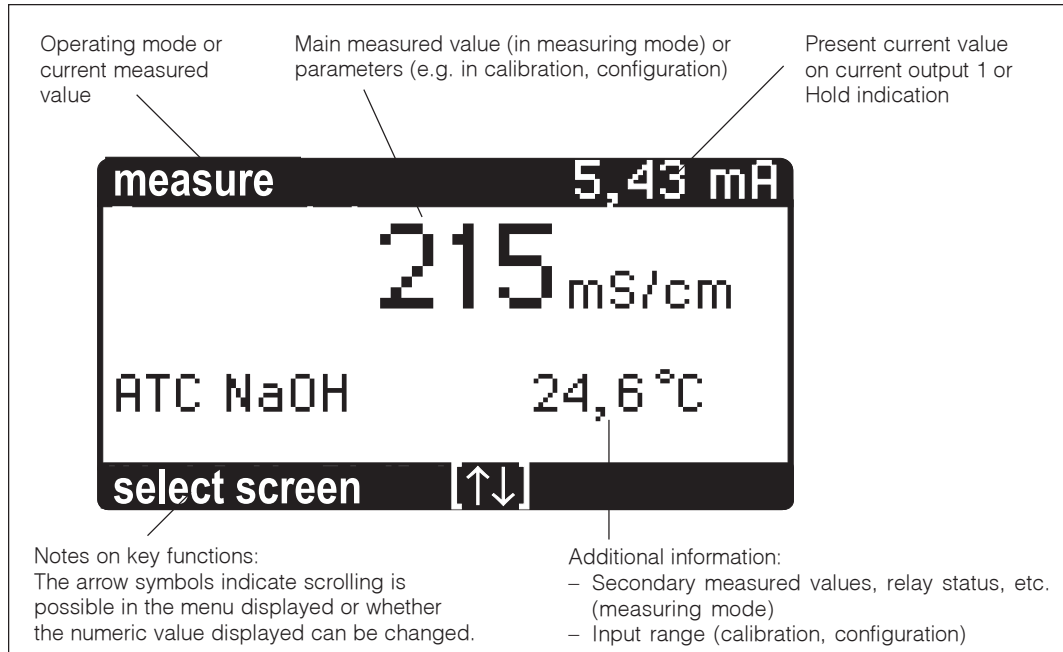 Operating mode or
current measured
value
Main measured value (in measuring mode) or
parameters (e.g. in calibration, configuration)
Present current value
on current output 1 or
Hold indication
measure 5,43 mA
215 mS/cm
ATC NaOH 24,6 °C
select screen [↑↓]
Notes on key functions:
The arrow symbols indicate scrolling is
possible in the menu displayed or whether
the numeric value displayed can be changed.
Additional information:
– Secondary measured values, relay status, etc.
(measuring mode)
– Input range (calibration, configuration)